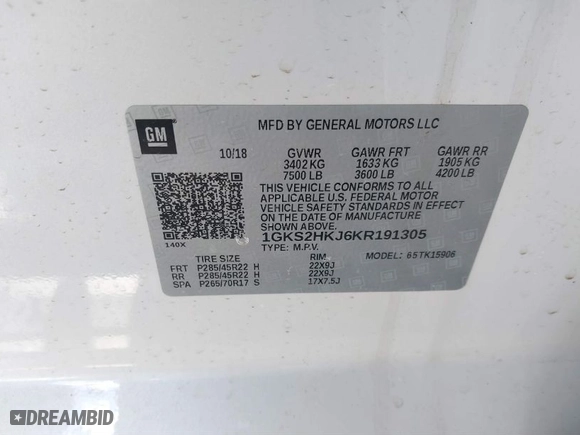 GM
MFD BY GENERAL MOTORS LLC
10/18 GVWR GAWR FRT GAWR RR
3402 KG 1633 KG 1905 KG
7500 LB 3600 LB 4200 LB
THIS VEHICLE CONFORMS TO ALL
APPLICABLE U.S. FEDERAL MOTOR
VEHICLE SAFETY STANDARDS IN EFFECT ON
THE DATE OF MANUFACTURE
SHOWN ABOVE.
1GKS2HKJ6KR191305
140X TYPE: M.P.V. MODEL: 65TK15906
TIRE SIZE RIM
FRT P285/45R22 H 22X9J
RR P285/45R22 H 22X9J
SPA P265/70R17 S 17X7.5J
DREAMBID